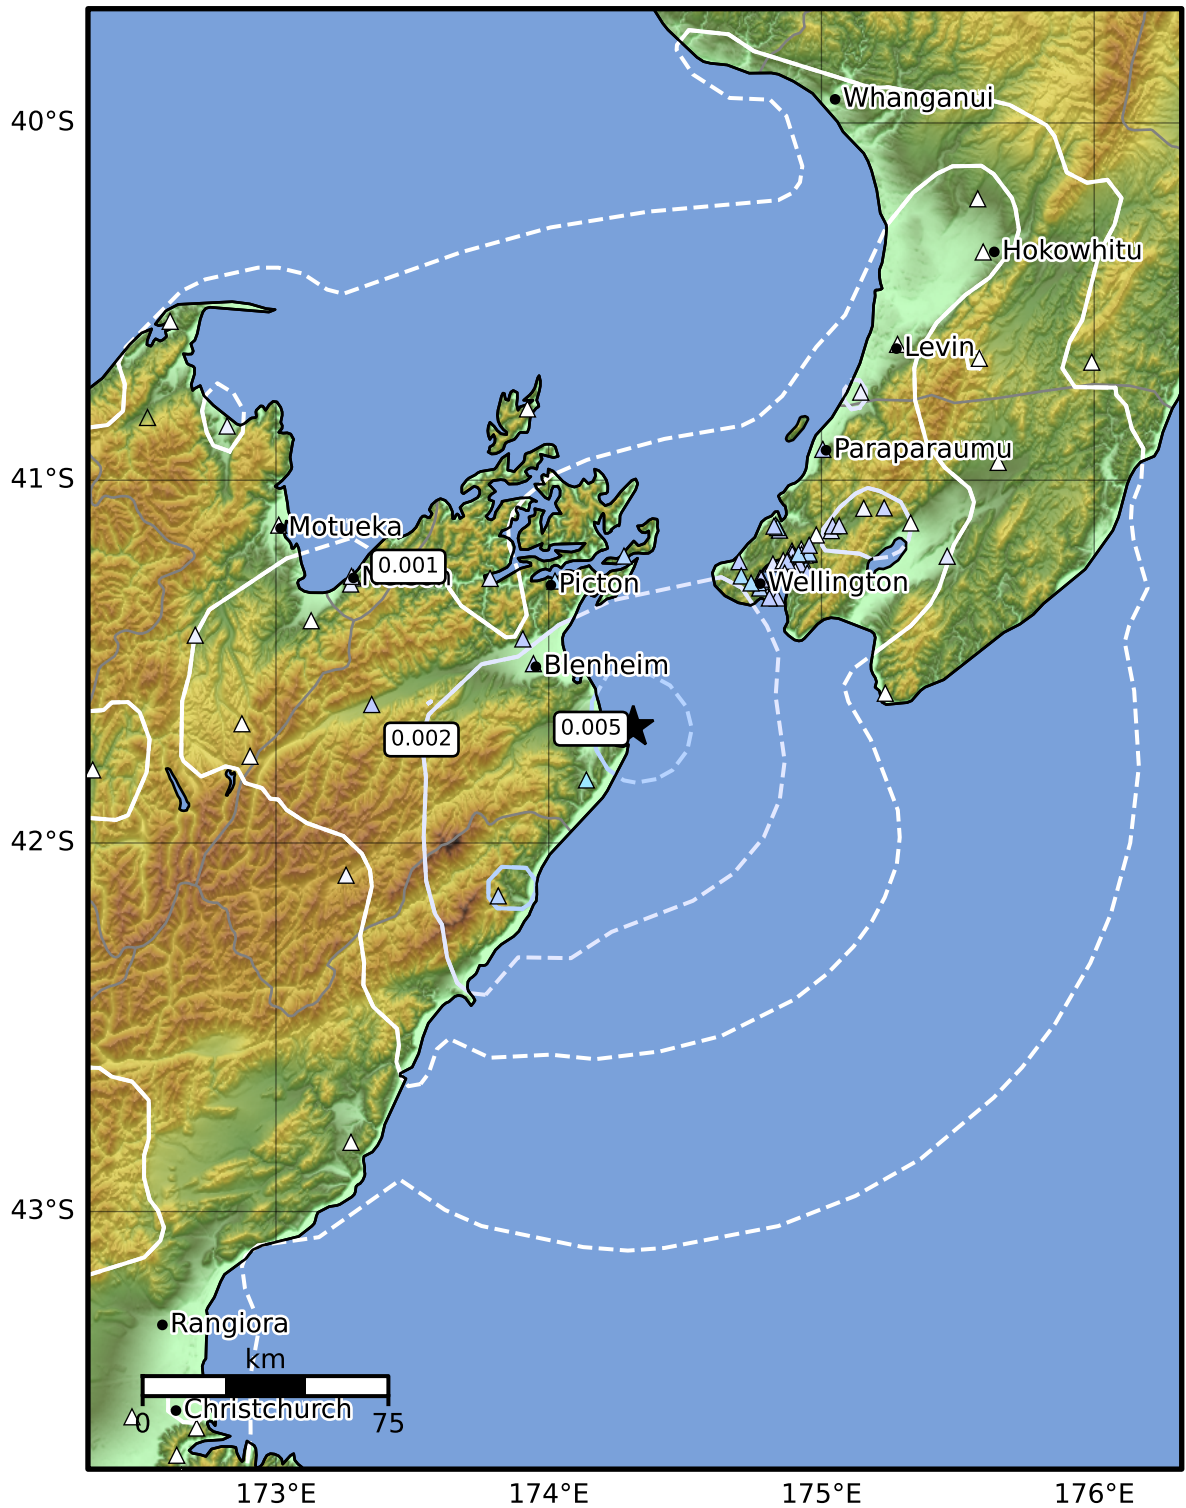 Whanganui
40°S
Hokowhitu
Levin
Paraparaumu
41°S
Motueka
0.001
Wellington
Picton
Blenheim
0.005
0.002
42°S
43°S
Rangiora
km
Christchurch
0
75
173°E
174°E
175°E
176°E